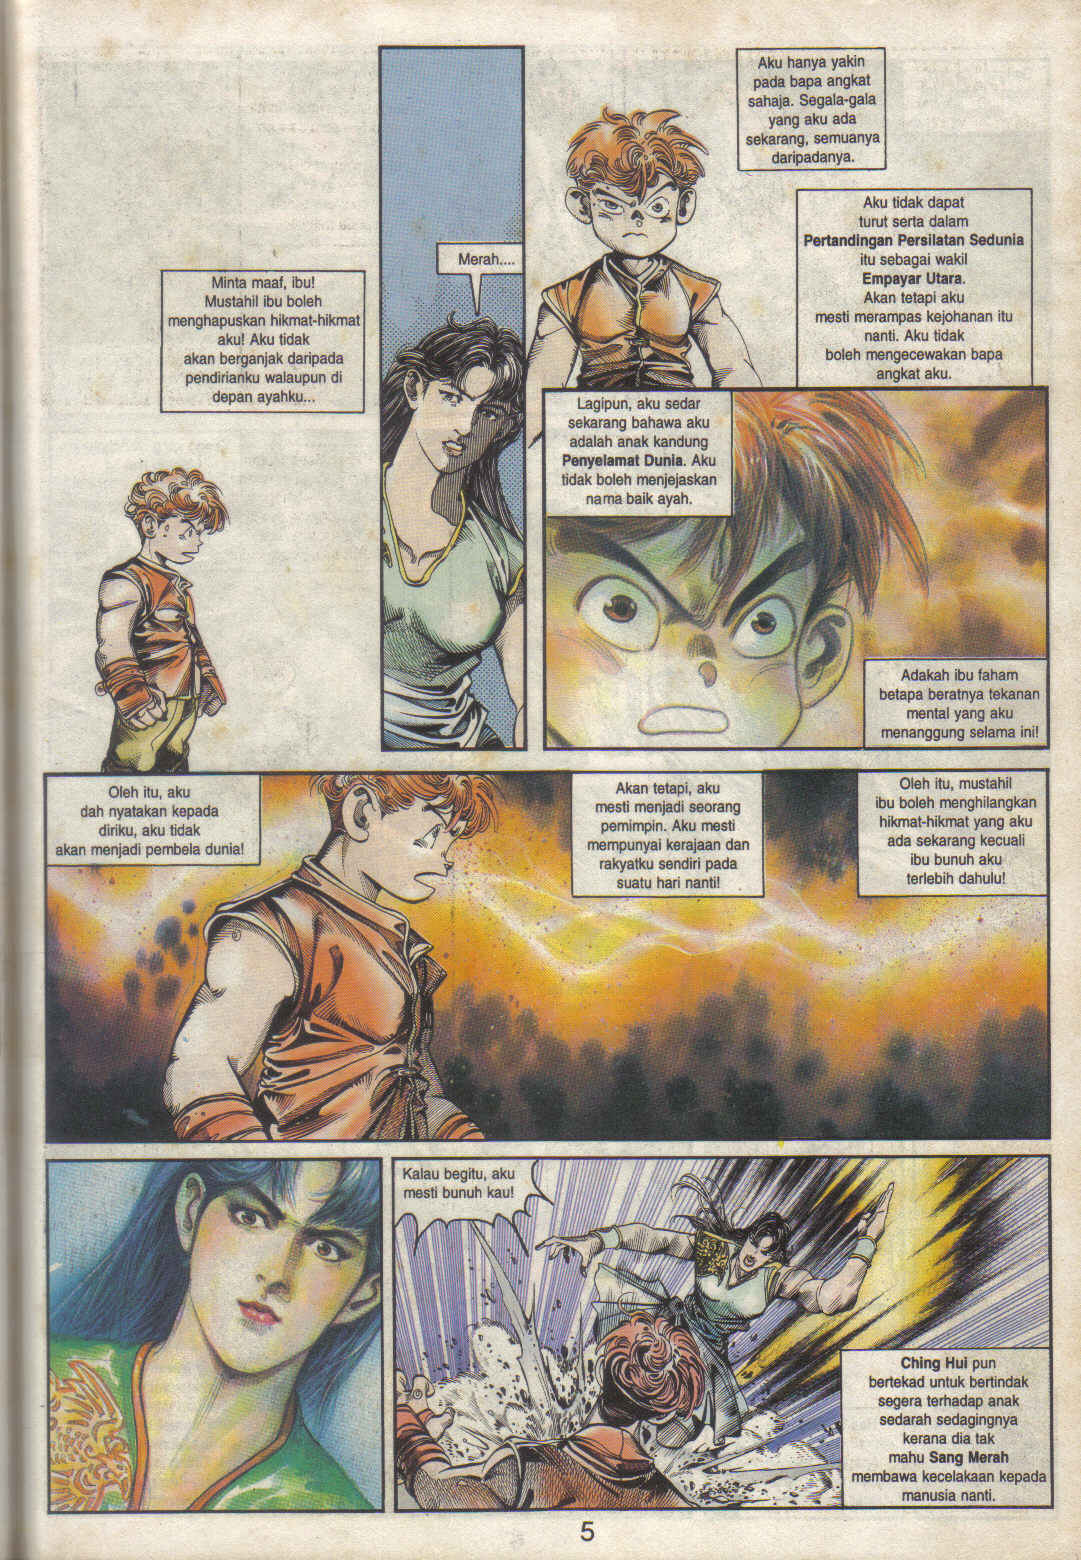 Minta maaf, ibu!
Mustahil ibu boleh
menghapuskan hikmat-hikmat
aku! Aku tidak
akan berganjak daripada
pendirianku walaupun di
depan ayahku...
Merah....
Aku hanya yakin
pada bapa angkat
sahaja. Segala-gala
yang aku ada
sekarang, semuanya
daripadanya.
Aku tidak dapat
turut serta dalam
Pertandingan Persilatan Sedunia
itu sebagai wakil
Empayar Utara.
Akan tetapi aku
mesti merampas kejohanan itu
nanti. Aku tidak
boleh mengecewakan bapa
angkat aku.
Lagipun, aku sedar
sekarang bahawa aku
adalah anak kandung
Penyelamat Dunia. Aku
tidak boleh menjejaskan
nama baik ayah.
Adakah ibu faham
betapa beratnya tekanan
mental yang aku
menanggung selama ini!
Oleh itu, aku
dah nyatakan kepada
diriku, aku tidak
akan menjadi pembela dunia!
Akan tetapi, aku
mesti menjadi seorang
pemimpin. Aku mesti
mempunyai kerajaan dan
rakyatku sendiri pada
suatu hari nanti!
Oleh itu, mustahil
ibu boleh menghilangkan
hikmat-hikmat yang aku
ada sekarang kecuali
ibu bunuh aku
terlebih dahulu!
Kalau begitu, aku
mesti bunuh kau!
Ching Hui pun
bertekad untuk bertindak
segera terhadap anak
sedarah sedagingnya
kerana dia tak
mahu Sang Merah
membawa kecelakaan kepada
manusia nanti.
5